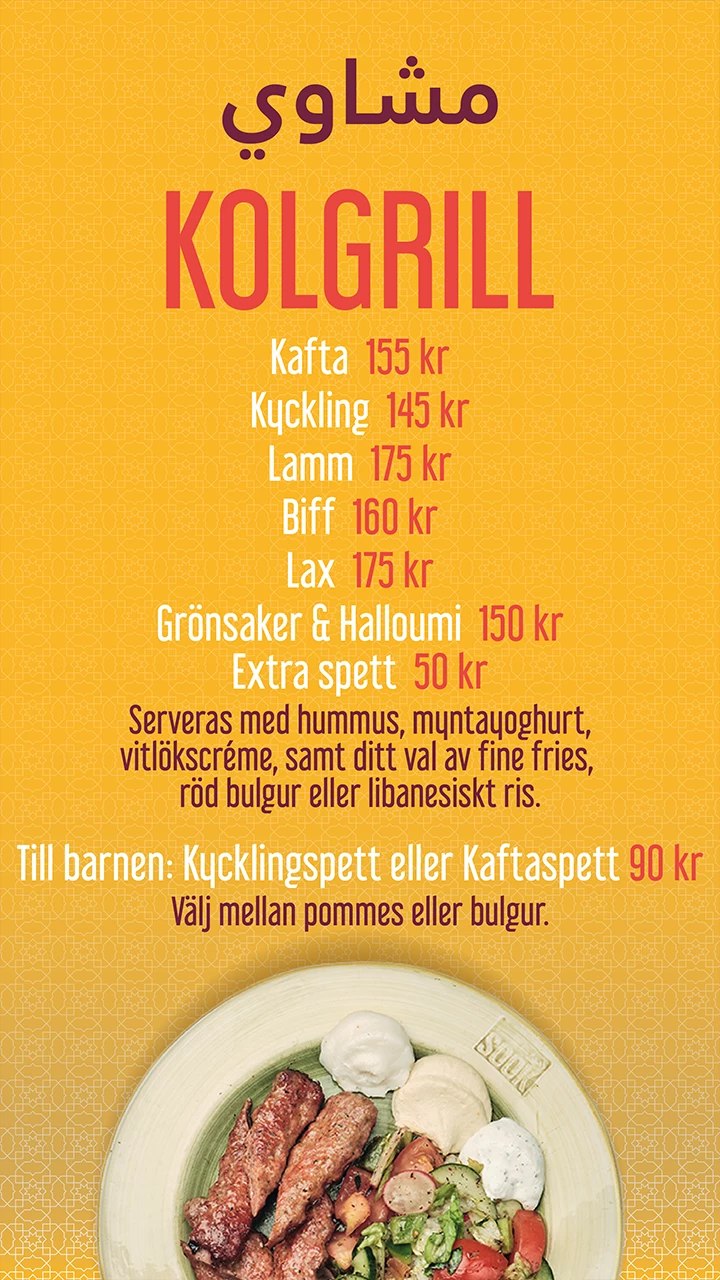 مشاوي
KOLGRILL
Kafta 155 kr
Kyckling 145 kr
Lamm 175 kr
Biff 160 kr
Lax 175 kr
Grönsaker & Halloumi 150 kr
Extra spett 50 kr
Serveras med hummus, myntayoghurt,
vitlökscréme, samt ditt val av fine fries,
röd bulgur eller libanesiskt ris.
Till barnen: Kycklingspett eller Kaftaspett 90 kr
Välj mellan pommes eller bulgur.
SOUK